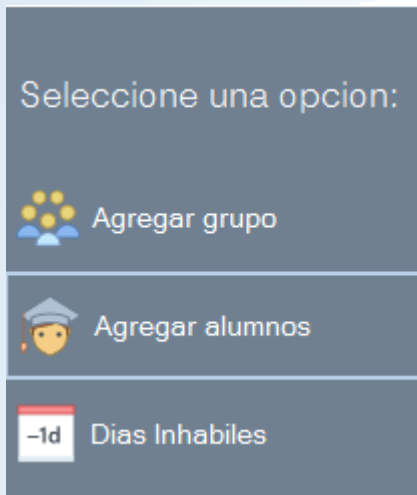 Seleccione una opcion:
Agregar grupo
Agregar alumnos
-1d
Dias Inhabiles